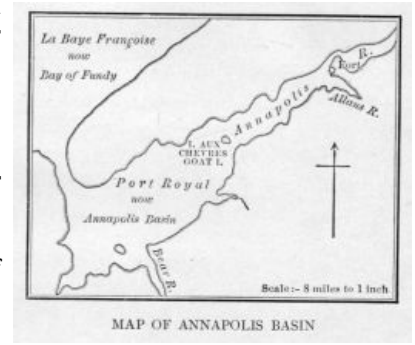 La Baye Françoise
now
Bay of Fundy
R.
Fort
Allans R.
Annapolis
I. AUX
CHEVRES
GOAT I.
Port Royal
now
Annapolis Basin
Bear R.
Scale:- 8 miles to 1 inch
MAP OF ANNAPOLIS BASIN